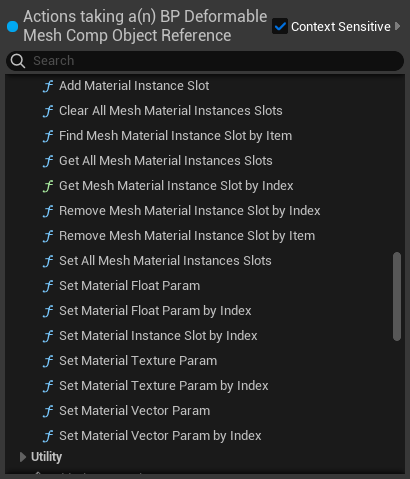 Actions taking a(n) BP Deformable
Mesh Comp Object Reference
Context Sensitive
Search
Add Material Instance Slot
Clear All Mesh Material Instances Slots
Find Mesh Material Instance Slot by Item
Get All Mesh Material Instances Slots
Get Mesh Material Instance Slot by Index
Remove Mesh Material Instance Slot by Index
Remove Mesh Material Instance Slot by Item
Set All Mesh Material Instances Slots
Set Material Float Param
Set Material Float Param by Index
Set Material Instance Slot by Index
Set Material Texture Param
Set Material Texture Param by Index
Set Material Vector Param
Set Material Vector Param by Index
Utility